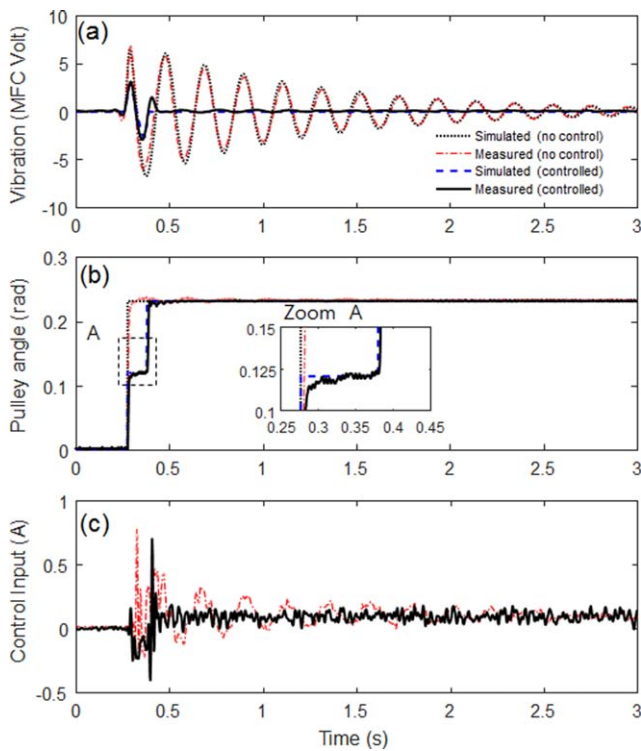 (a)
10
5
0
-5
-10
Vibration (MFC Volt)
Simulated (no control)
Measured (no control)
Simulated (controlled)
Measured (controlled)
0 0.5 1 1.5 2 2.5 3
(b)
0.3
0.2
0.1
0
Pulley angle (rad)
A
Zoom A
0.15
0.125
0.1
0.25 0.3 0.35 0.4 0.45
0 0.5 1 1.5 2 2.5 3
(c)
1
0.5
0
-0.5
Control Input (A)
0 0.5 1 1.5 2 2.5 3
Time (s)